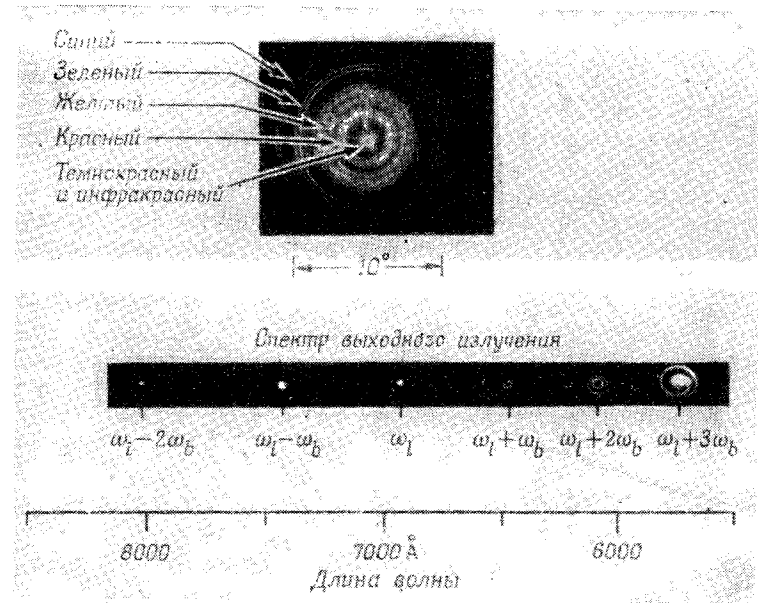 Синий
Зеленый
Желтый
Красный
Темнокрасный
и инфракрасный
10°
Спектр выходного излучения
ω_l−2ω_b ω_l−ω_b ω_l ω_l+ω_b ω_l+2ω_b ω_l+3ω_b
8000 7000 Å 6000
Длина волны